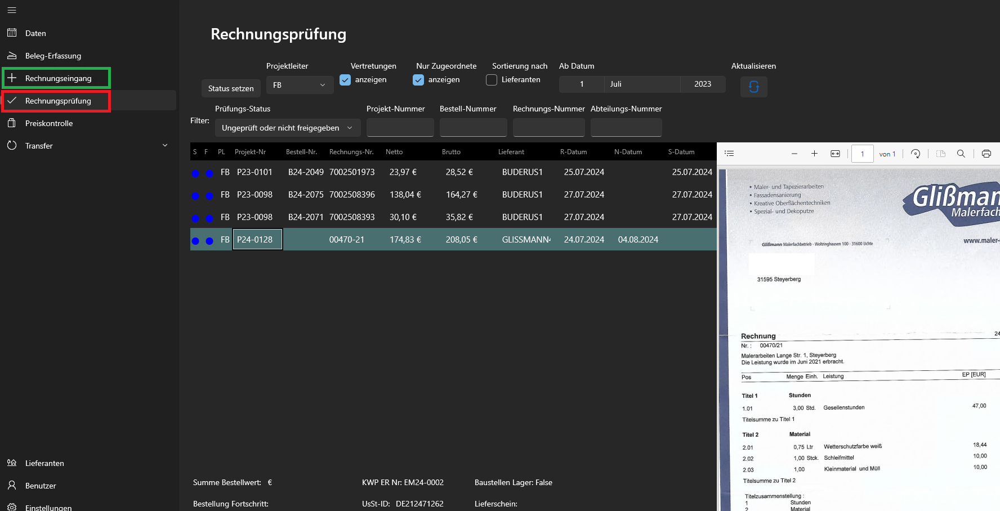 Daten
Beleg-Erfassung
Rechnungseingang
Rechnungsprüfung
Preiskontrolle
Transfer
Lieferanten
Benutzer
Einstellungen
Rechnungsprüfung
Status setzen
Projektleiter
FB
Vertretungen
anzeigen
Nur Zugeordnete
anzeigen
Sortierung nach
Lieferanten
Ab Datum
1 Juli 2023
Aktualisieren
Filter:
Prüfungs-Status
Ungeprüft oder nicht freigegeben
Projekt-Nummer
Bestell-Nummer
Rechnungs-Nummer
Abteilungs-Nummer
S F PL Projekt-Nr Bestell-Nr. Rechnungs-Nr. Netto Brutto Lieferant R-Datum N-Datum S-Datum
FB P23-0101 B24-2049 7002501973 23,97 € 28,52 € BUDERUS1 25.07.2024 25.07.2024
FB P23-0098 B24-2075 7002508396 138,04 € 164,27 € BUDERUS1 27.07.2024 27.07.2024
FB P23-0098 B24-2071 7002508393 30,10 € 35,82 € BUDERUS1 27.07.2024 27.07.2024
FB P24-0128 00470-21 174,83 € 208,05 € GLISSMANN 24.07.2024 04.08.2024
Summe Bestellwert: €
KWP ER Nr: EM24-0002
Baustellen Lager: False
Bestellung Fortschritt:
UsSt-ID: DE212471262
Lieferschein:
1 von 1
• Maler- und Tapezierarbeiten
• Fassadensanierung
• Kreative Oberflächentechniken
• Spezial- und Dekoputze
Glißmann
Malerfach
www.maler-
Glißmann Malerfachbetrieb · Woltringhausen 100 · 31600 Uchte
31595 Steyerberg
Rechnung 24
Nr. : 00470/21
Malerarbeiten Lange Str. 1, Steyerberg
Die Leistung wurde im Juni 2021 erbracht.
Pos Menge Einh. Leistung EP [EUR]
Titel 1 Stunden
1.01 3,00 Std. Gesellenstunden 47,00
Titelsumme zu Titel 1
Titel 2 Material
2.01 0,75 Ltr Wetterschutzfarbe weiß 18,44
2.02 1,00 Stck. Schleifmittel 10,00
2.03 1,00 Kleinmaterial und Müll 10,00
Titelsumme zu Titel 2
Titelzusammenstellung :
1 Stunden
2 Material